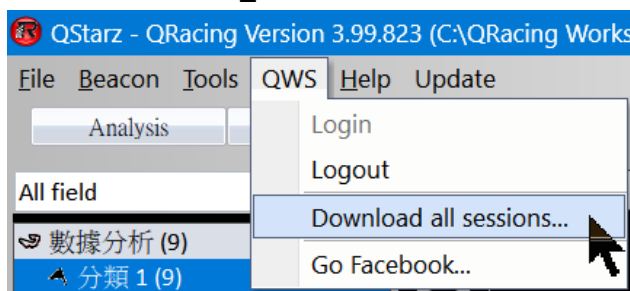 QStarz - QRacing Version 3.99.823 (C:\QRacing Works
File Beacon Tools QWS Help Update
Analysis
Login
Logout
All field
Download all sessions...
數據分析 (9)
Go Facebook...
分類 1 (9)